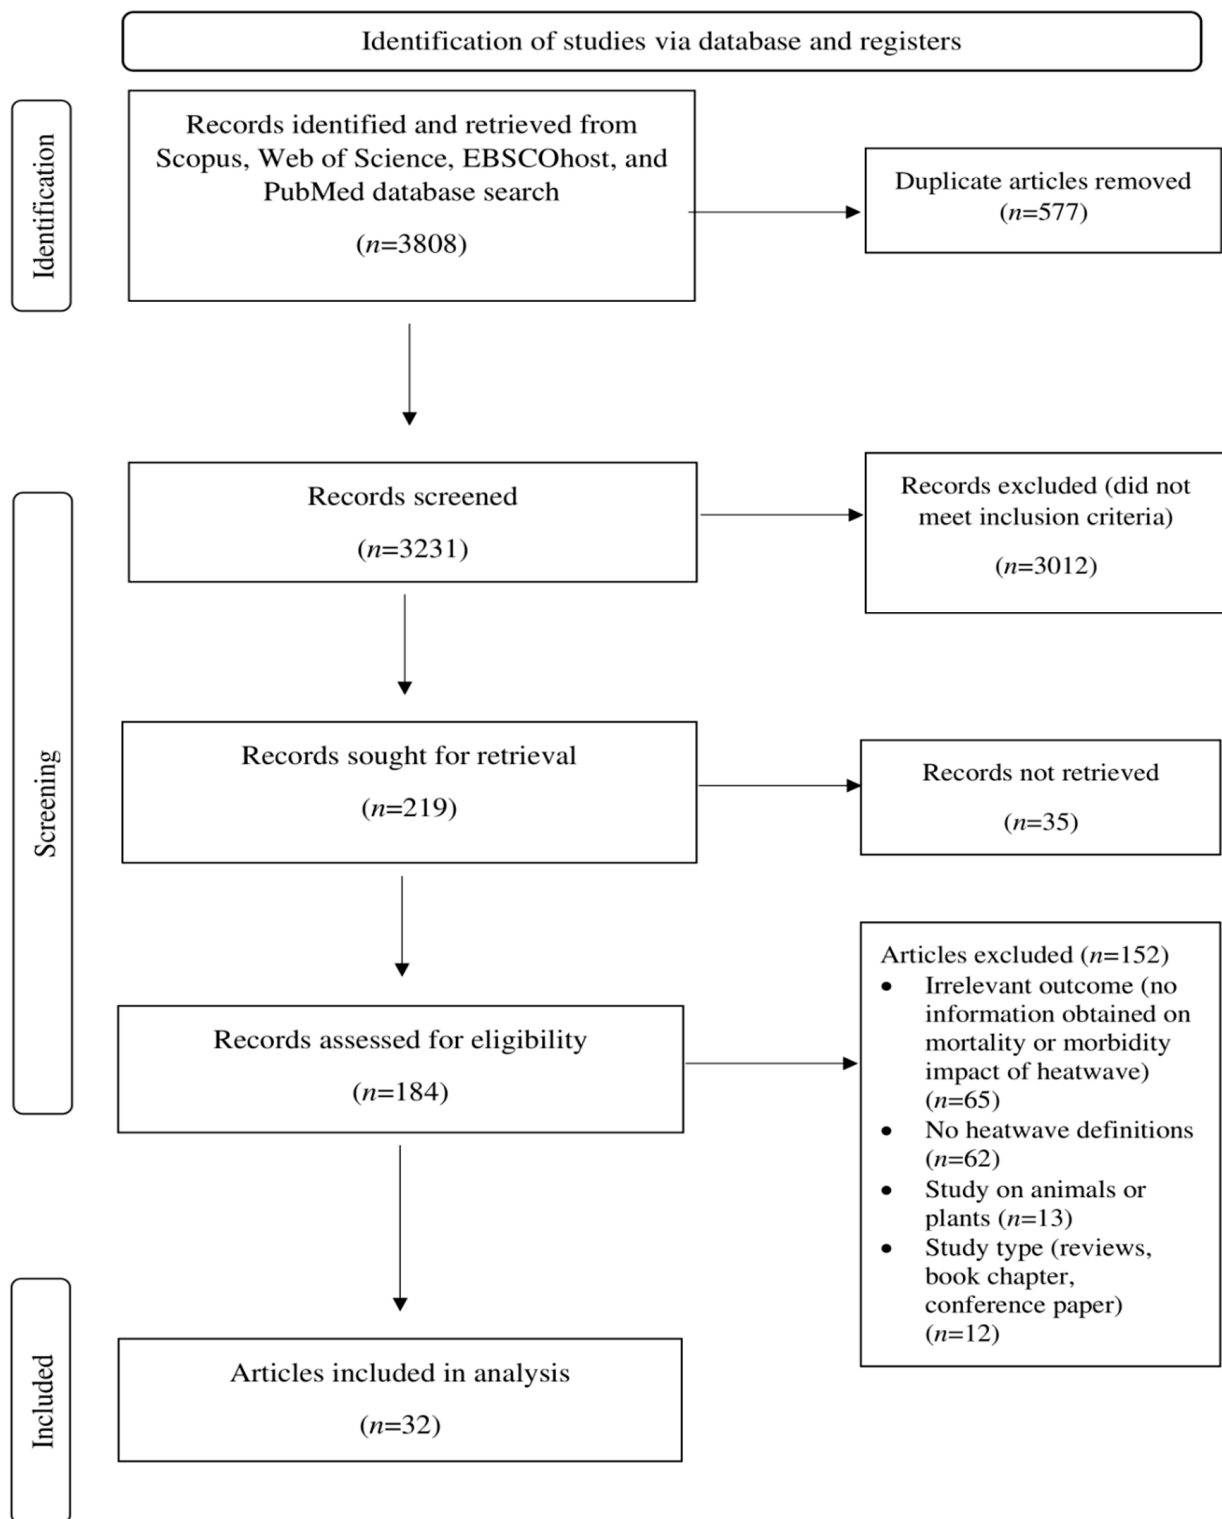 Identification of studies via database and registers
Identification
Records identified and retrieved from
Scopus, Web of Science, EBSCOhost, and
PubMed database search
(n=3808)
Duplicate articles removed
(n=577)
Screening
Records screened
(n=3231)
Records excluded (did not
meet inclusion criteria)
(n=3012)
Records sought for retrieval
(n=219)
Records not retrieved
(n=35)
Records assessed for eligibility
(n=184)
Articles excluded (n=152)
• Irrelevant outcome (no
information obtained on
mortality or morbidity
impact of heatwave)
(n=65)
• No heatwave definitions
(n=62)
• Study on animals or
plants (n=13)
• Study type (reviews,
book chapter,
conference paper)
(n=12)
Included
Articles included in analysis
(n=32)